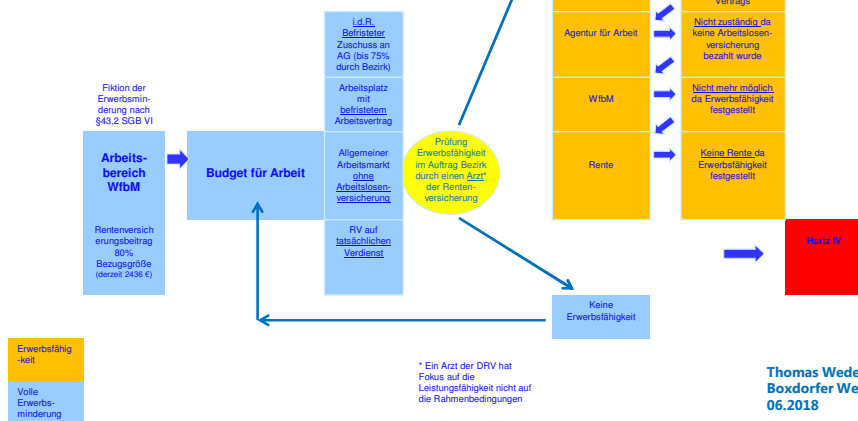 Vertrags
i.d.R.
Befristeter
Zuschuss an
AG (bis 75%
durch Bezirk)
Agentur für Arbeit
Nicht zuständig da
keine Arbeitslosen-
versicherung
bezahlt wurde
Fiktion der
Erwerbsmin-
derung nach
§43,2 SGB VI
Arbeitsplatz
mit
befristetem
Arbeitsvertrag
WfbM
Nicht mehr möglich
da Erwerbsfähigkeit
festgestellt
Arbeits-
bereich
WfbM
Budget für Arbeit
Allgemeiner
Arbeitsmarkt
ohne
Arbeitslosen-
versicherung
Prüfung
Erwerbsfähigkeit
im Auftrag Bezirk
durch einen Arzt*
der Renten-
versicherung
Rente
Keine Rente da
Erwerbsfähigkeit
festgestellt
Rentenversich
erungsbeitrag
80%
Bezugsgröße
(derzeit 2436 €)
RV auf
tatsächlichen
Verdienst
Hartz IV
Keine
Erwerbsfähigkeit
Erwerbsfähig
-keit
Volle
Erwerbs-
minderung
* Ein Arzt der DRV hat
Fokus auf die
Leistungsfähigkeit nicht auf
die Rahmenbedingungen
Thomas Wede
Boxdorfer We
06.2018